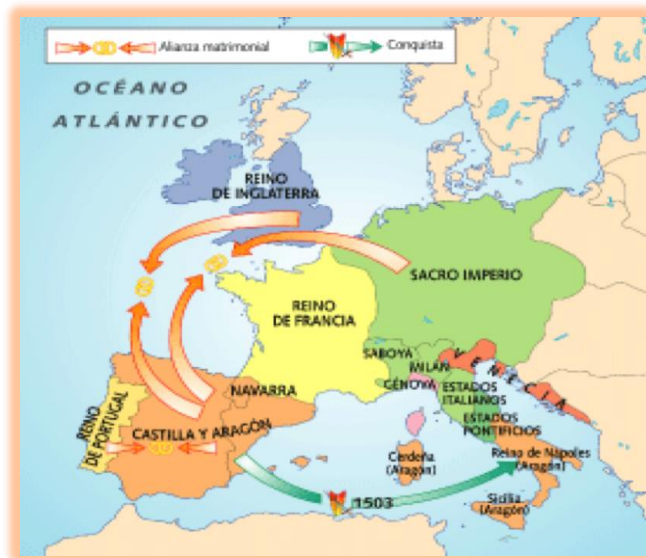 Alianza matrimonial
Conquista
OCÉANO
ATLÁNTICO
REINO
DE INGLATERRA
SACRO IMPERIO
REINO
DE FRANCIA
SABOYA
MILÁN
VENECIA
GÉNOVA
ESTADOS
ITALIANOS
NAVARRA
ESTADOS
PONTIFICIOS
REINO
DE PORTUGAL
CASTILLA Y ARAGÓN
Cerdeña
(Aragón)
Reino de Nápoles
(Aragón)
1503
Sicilia
(Aragón)